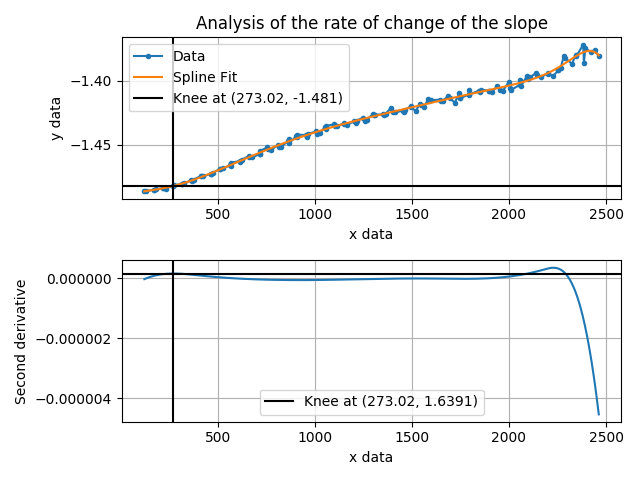 Analysis of the rate of change of the slope
Data
Spline Fit
Knee at (273.02, -1.481)
−1.40
−1.45
y data
500
1000
1500
2000
2500
x data
0.000000
−0.000002
−0.000004
Second derivative
Knee at (273.02, 1.6391)
500
1000
1500
2000
2500
x data